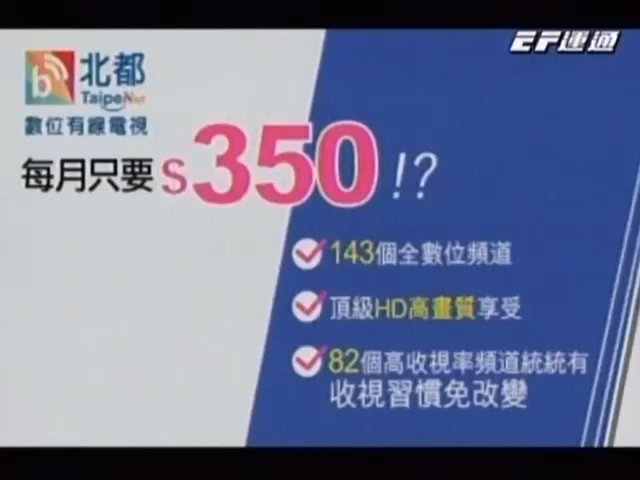 EF運通
b
北都
TaipeiNet
數位有線電視
每月只要$350!?
143個全數位頻道
頂級HD高畫質享受
82個高收視率頻道統統有
收視習慣免改變